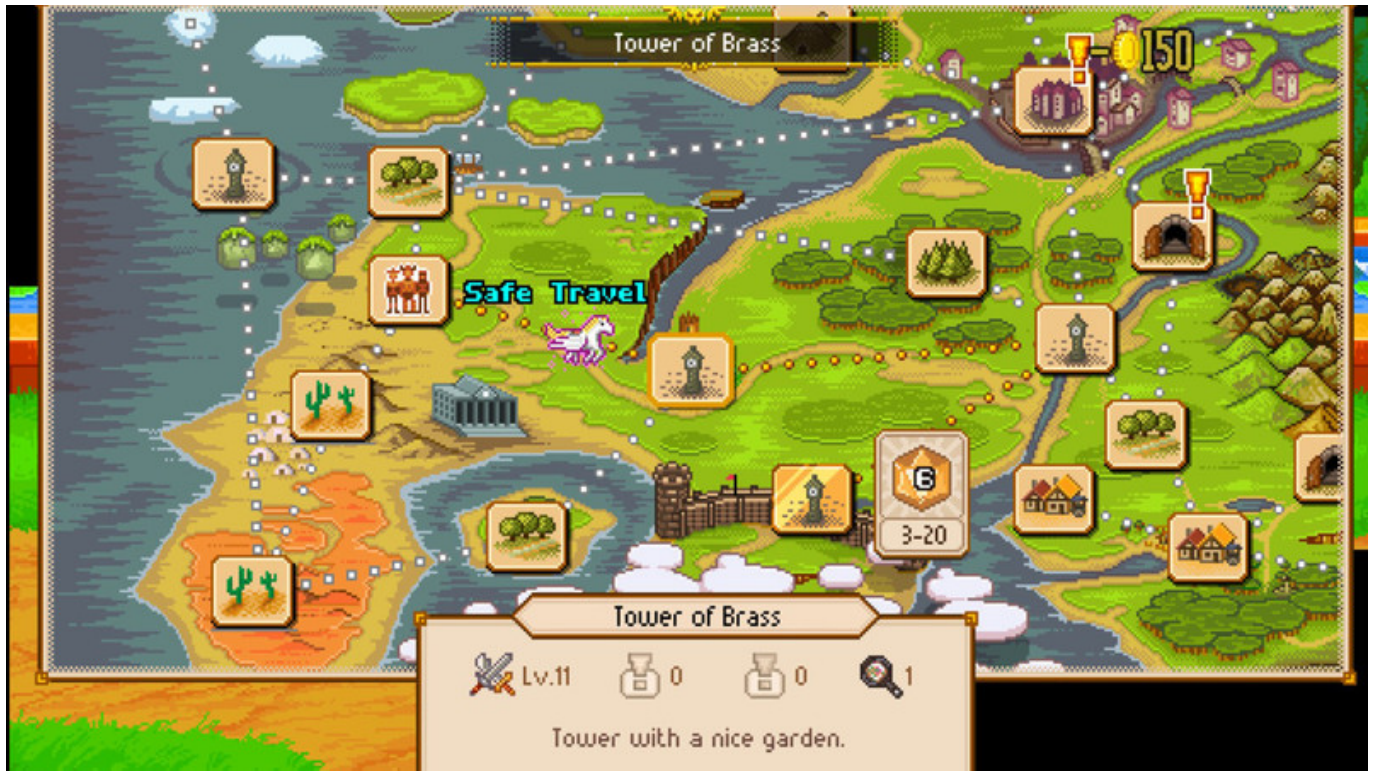 Tower of Brass
150
Safe Travel
6
3-20
Tower of Brass
Lv.11
0
0
1
Tower with a nice garden.